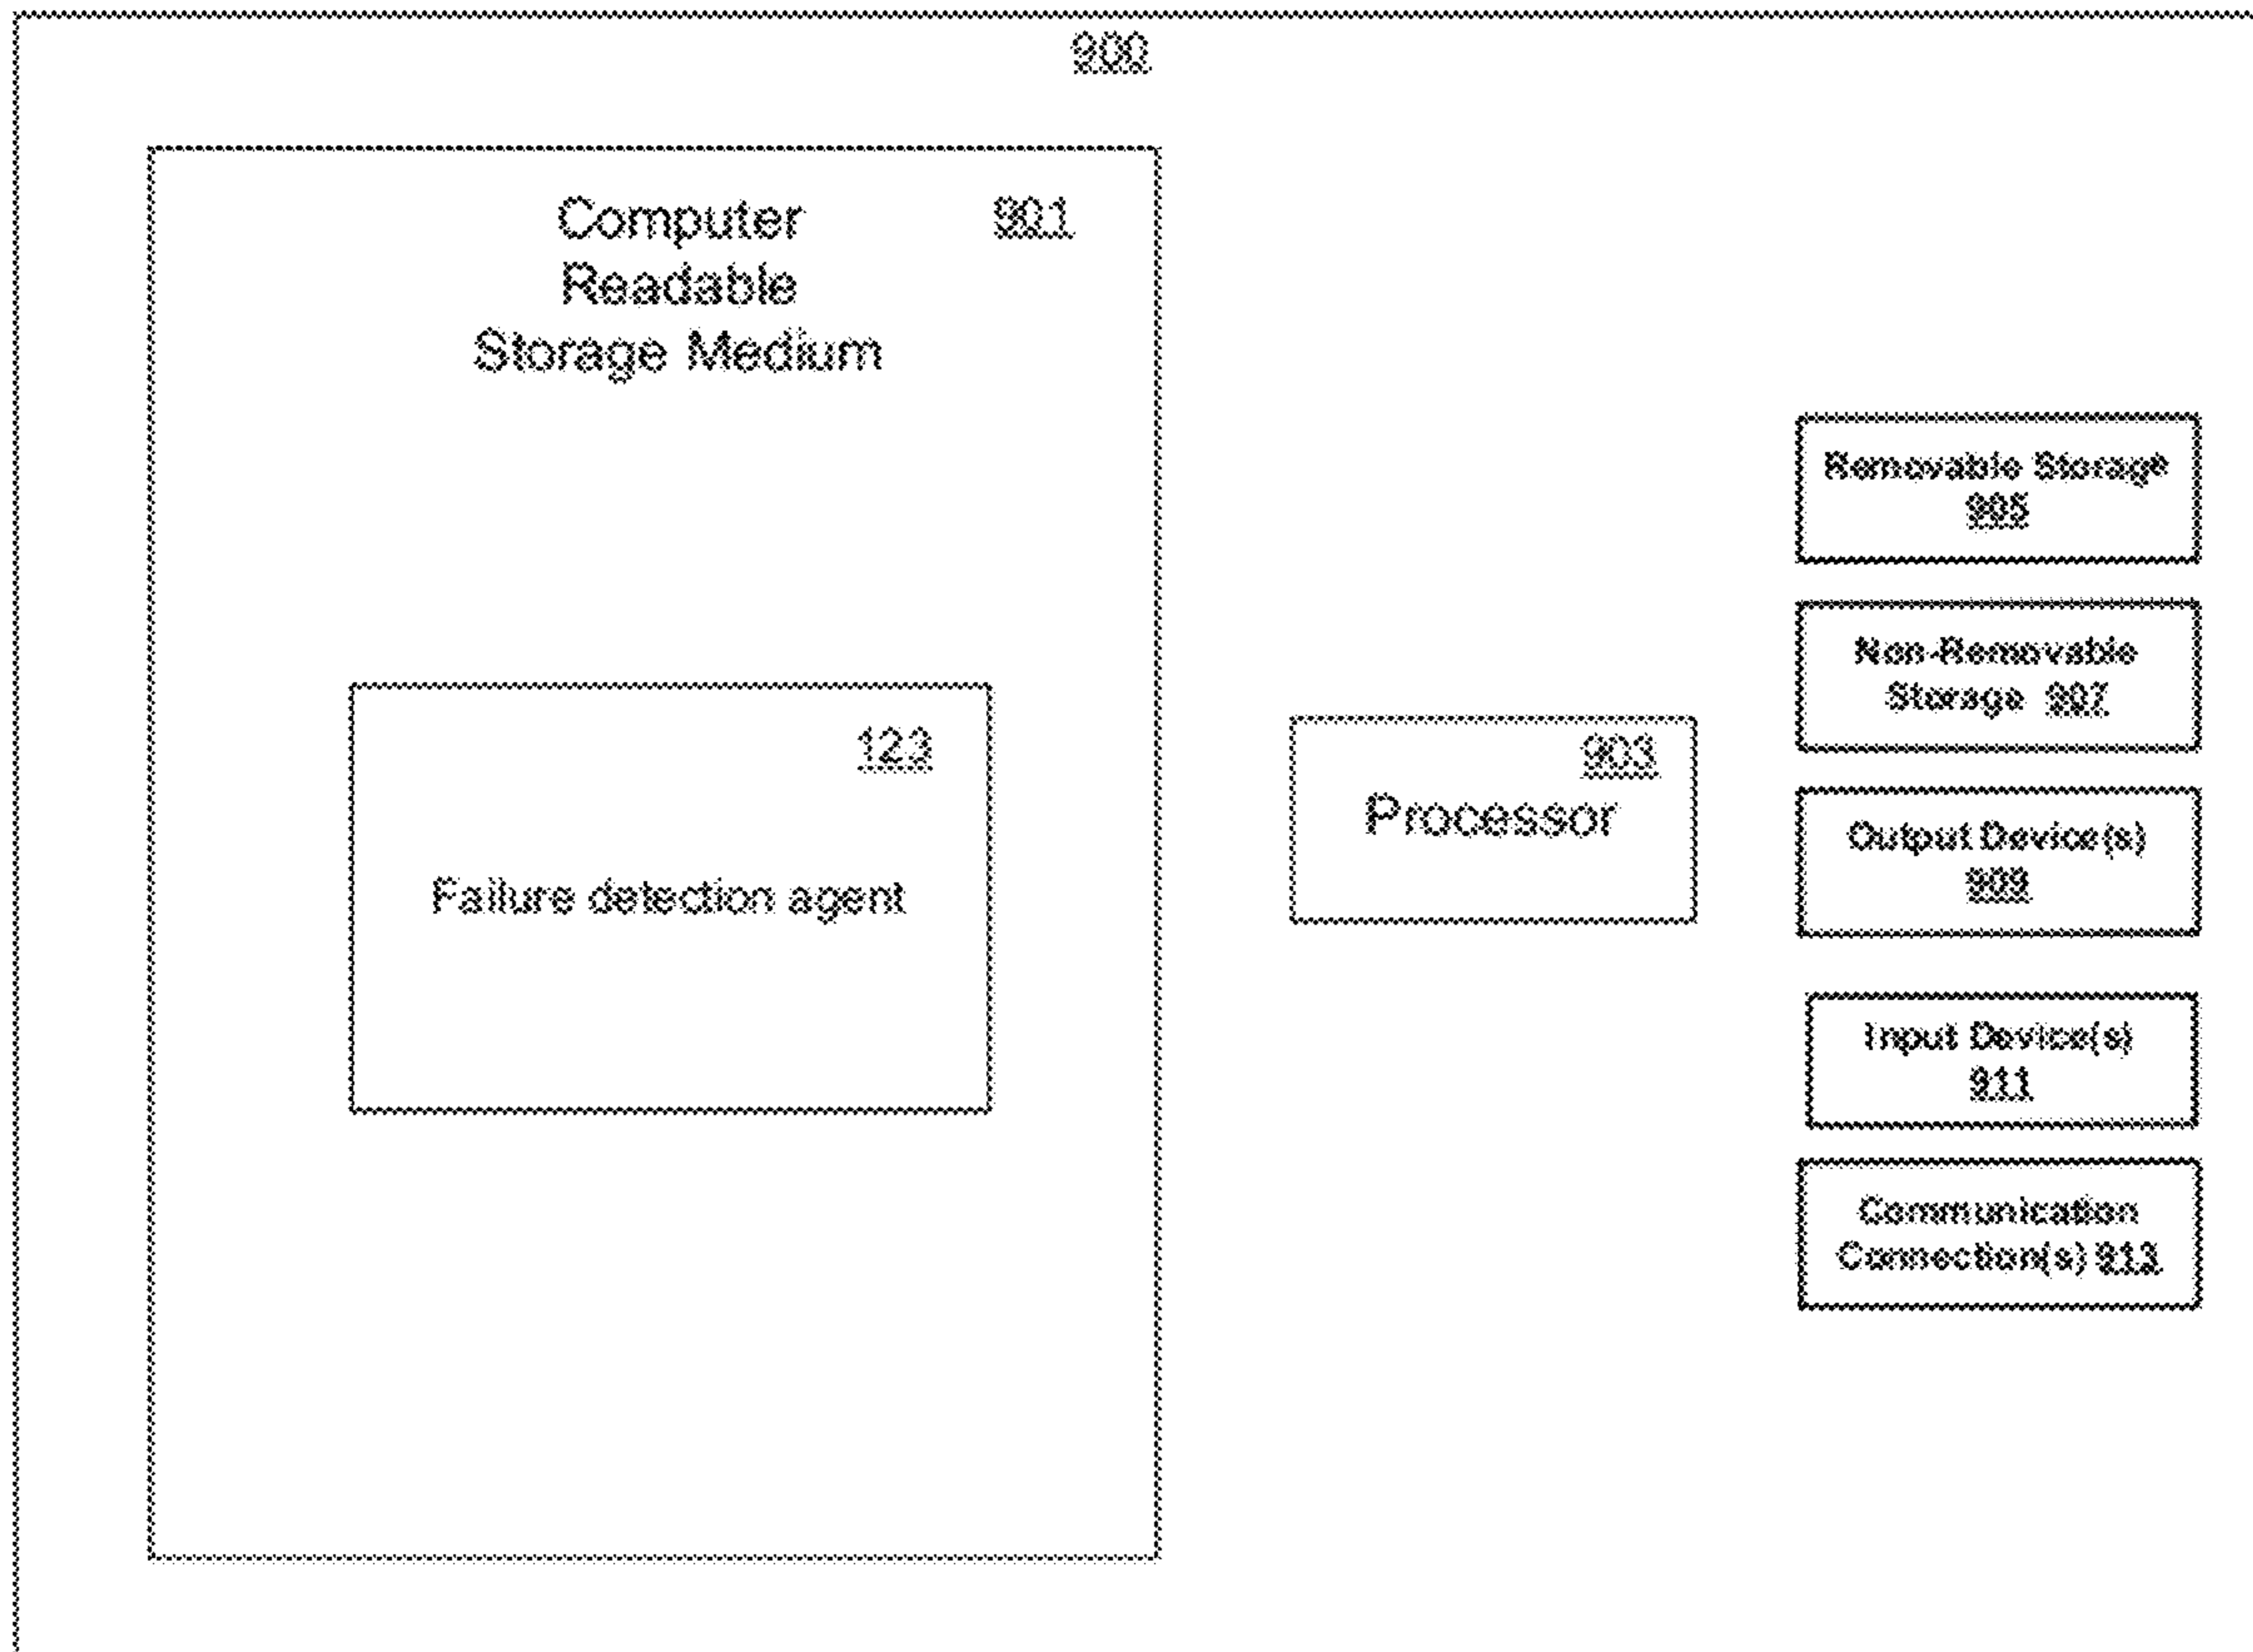 900
Computer 901
Readable
Storage Medium
123
Failure detection agent
903
Processor
Removable Storage
905
Non-Removable
Storage 907
Output Device(s)
909
Input Device(s)
911
Communication
Connection(s) 913